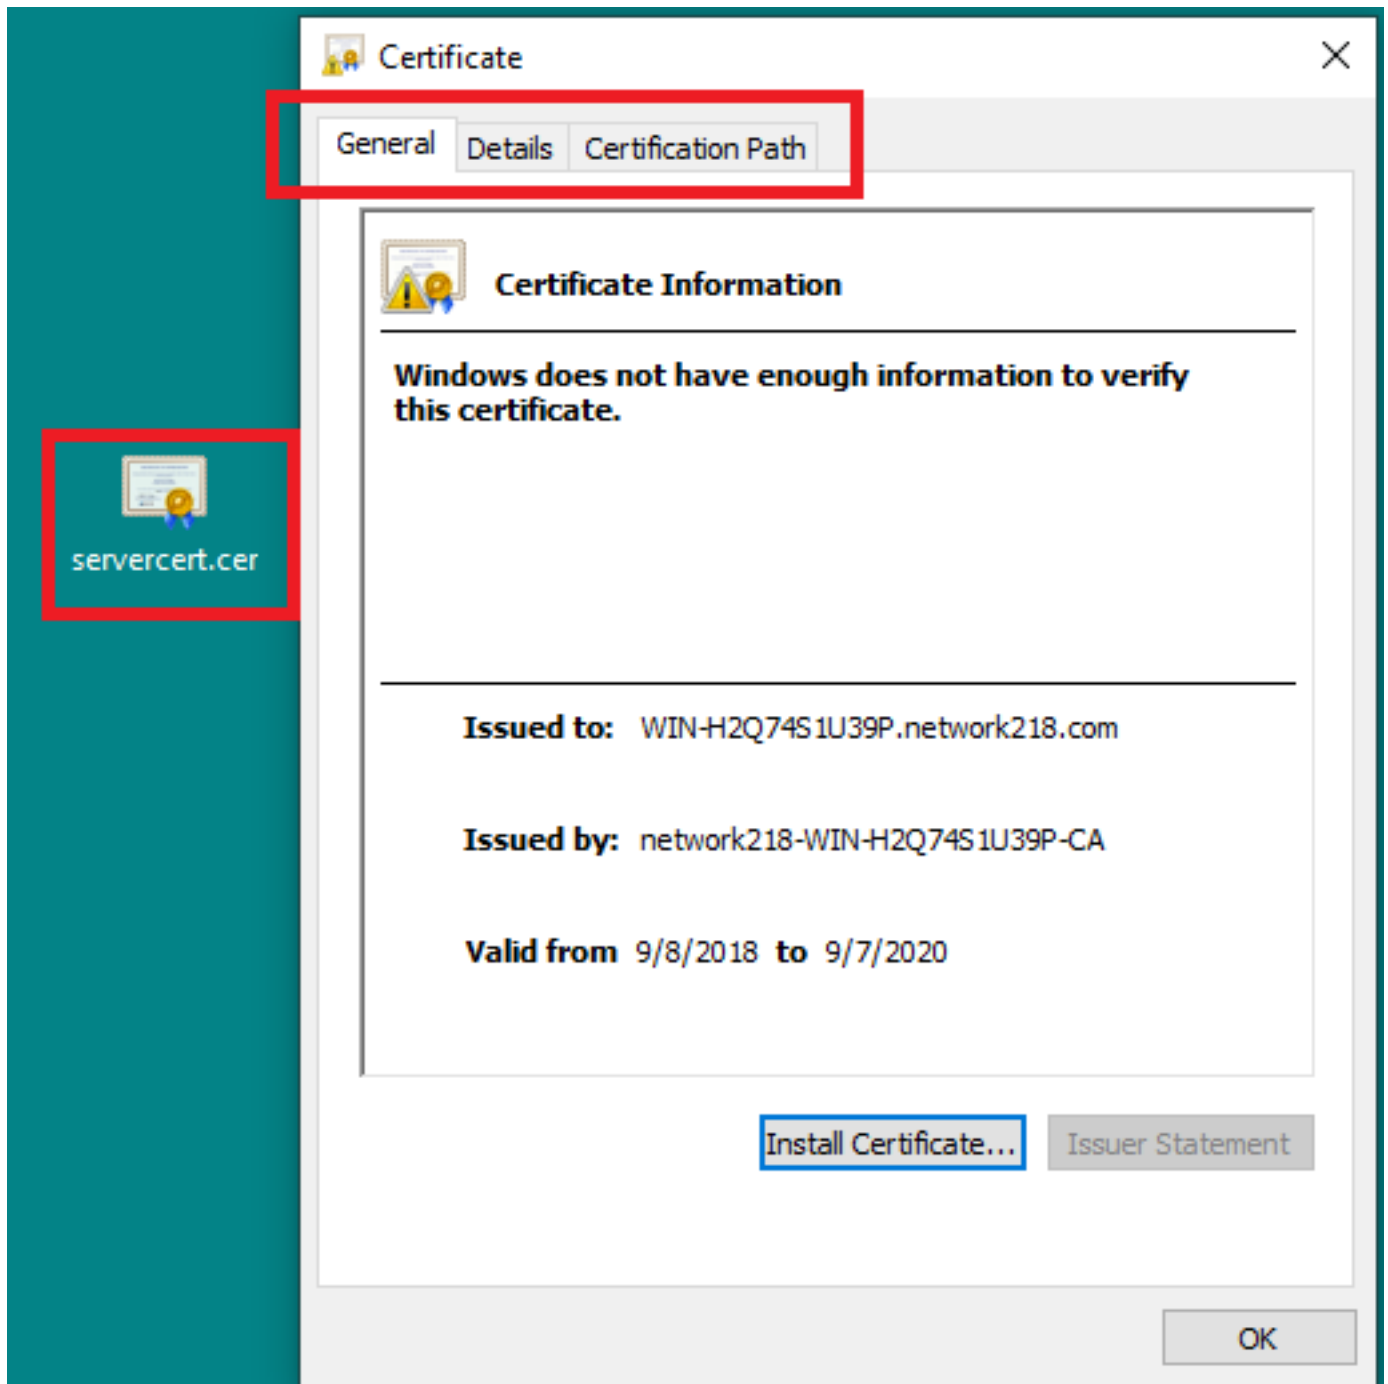 Certificate
General Details Certification Path
Certificate Information
Windows does not have enough information to verify
this certificate.
servercert.cer
Issued to: WIN-H2Q74S1U39P.network218.com
Issued by: network218-WIN-H2Q74S1U39P-CA
Valid from 9/8/2018 to 9/7/2020
Install Certificate... Issuer Statement
OK